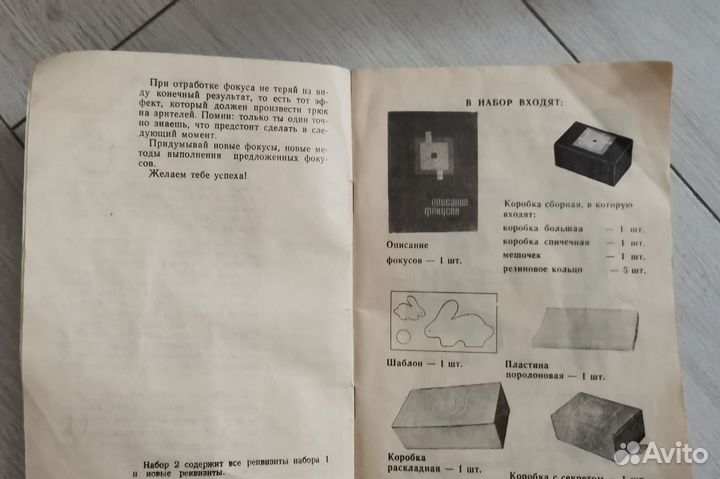 При отработке фокуса не теряй из ви-
ду конечный результат, то есть тот эф-
фект, который должен произвести трюк
на зрителей. Помни: только ты один точ-
но знаешь, что предстоит сделать в сле-
дующий момент.
Придумывай новые фокусы, новые ме-
тоды выполнения предложенных фоку-
сов.
Желаем тебе успеха!
Набор 2 содержит все реквизиты набора 1
и новые реквизиты.
В НАБОР ВХОДЯТ:
описание
фокусов
Описание
фокусов — 1 шт.
Коробка сборная, в которую
входят:
коробка большая — 1 шт.
коробка спичечная — 1 шт.
мешочек — 1 шт.
резиновое кольцо — 5 шт.
Шаблон — 1 шт.
Пластина
поролоновая — 1 шт.
Коробка
раскладная — 1 шт.
Коробка с секретом — 1 шт.
Avito